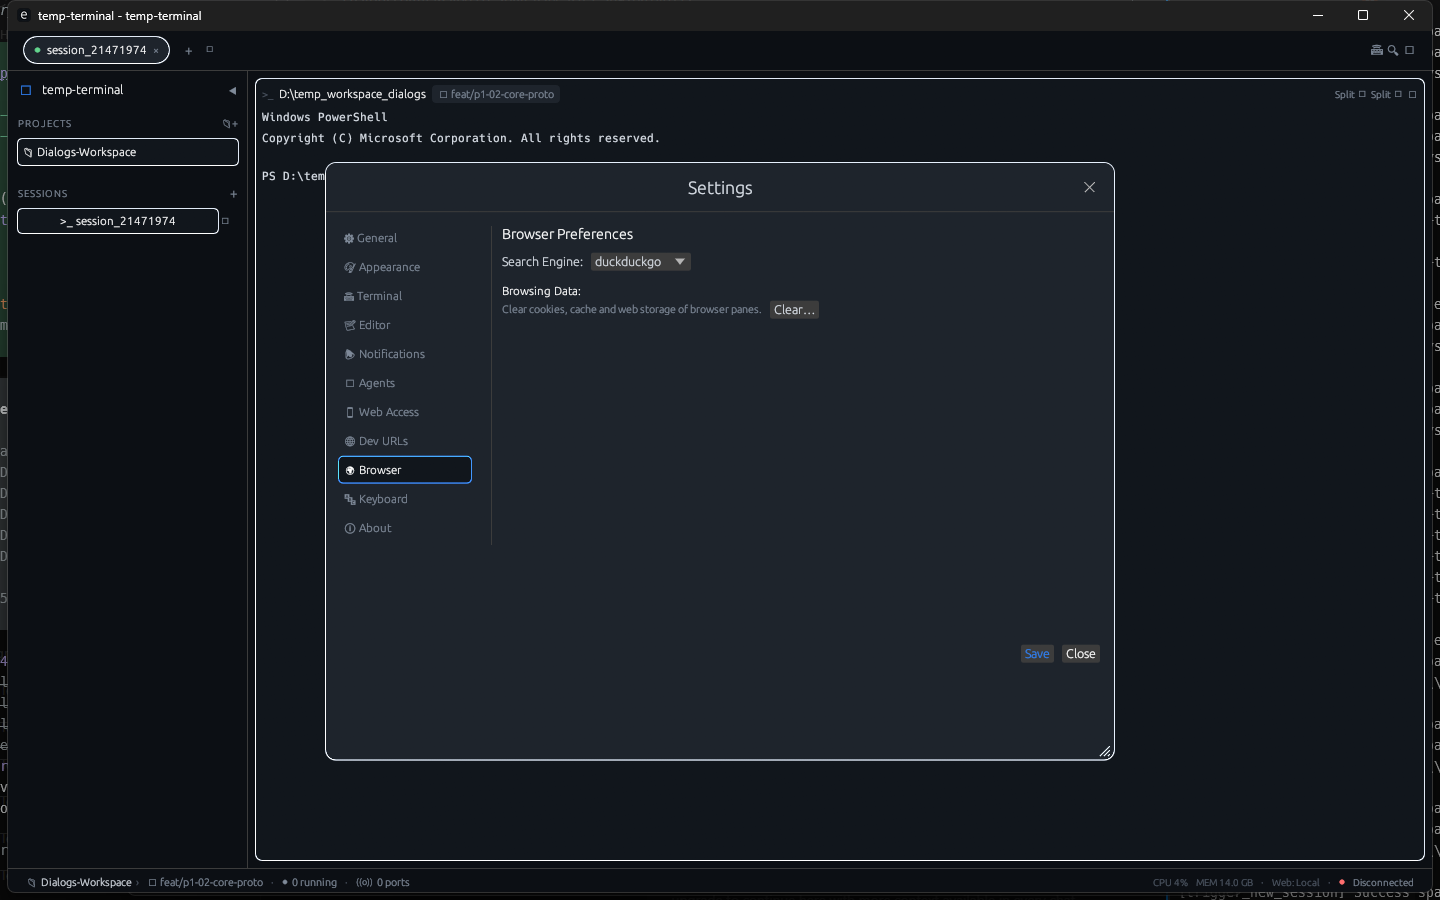 temp-terminal - temp-terminal
session_21471974 ×
temp-terminal
PROJECTS
Dialogs-Workspace
SESSIONS
>_ session_21471974
>_ D:\temp_workspace_dialogs feat/p1-02-core-proto
Split Split
Windows PowerShell
Copyright (C) Microsoft Corporation. All rights reserved.
PS D:\tem
Settings
General
Appearance
Terminal
Editor
Notifications
Agents
Web Access
Dev URLs
Browser
Keyboard
About
Browser Preferences
Search Engine: duckduckgo
Browsing Data:
Clear cookies, cache and web storage of browser panes. Clear...
Save Close
Dialogs-Workspace › feat/p1-02-core-proto · 0 running · 0 ports
CPU 4% MEM 14.0 GB · Web: Local · Disconnected